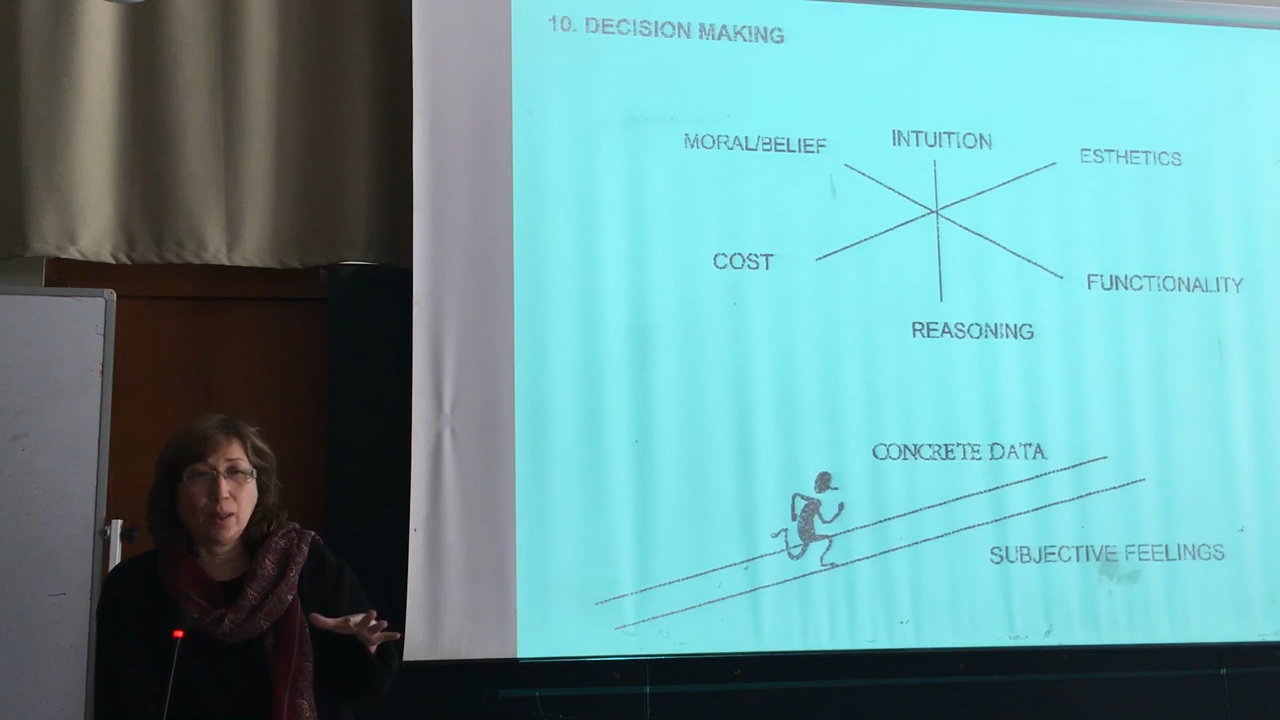 10. DECISION MAKING
MORAL/BELIEF
INTUITION
ESTHETICS
COST
FUNCTIONALITY
REASONING
CONCRETE DATA
SUBJECTIVE FEELINGS